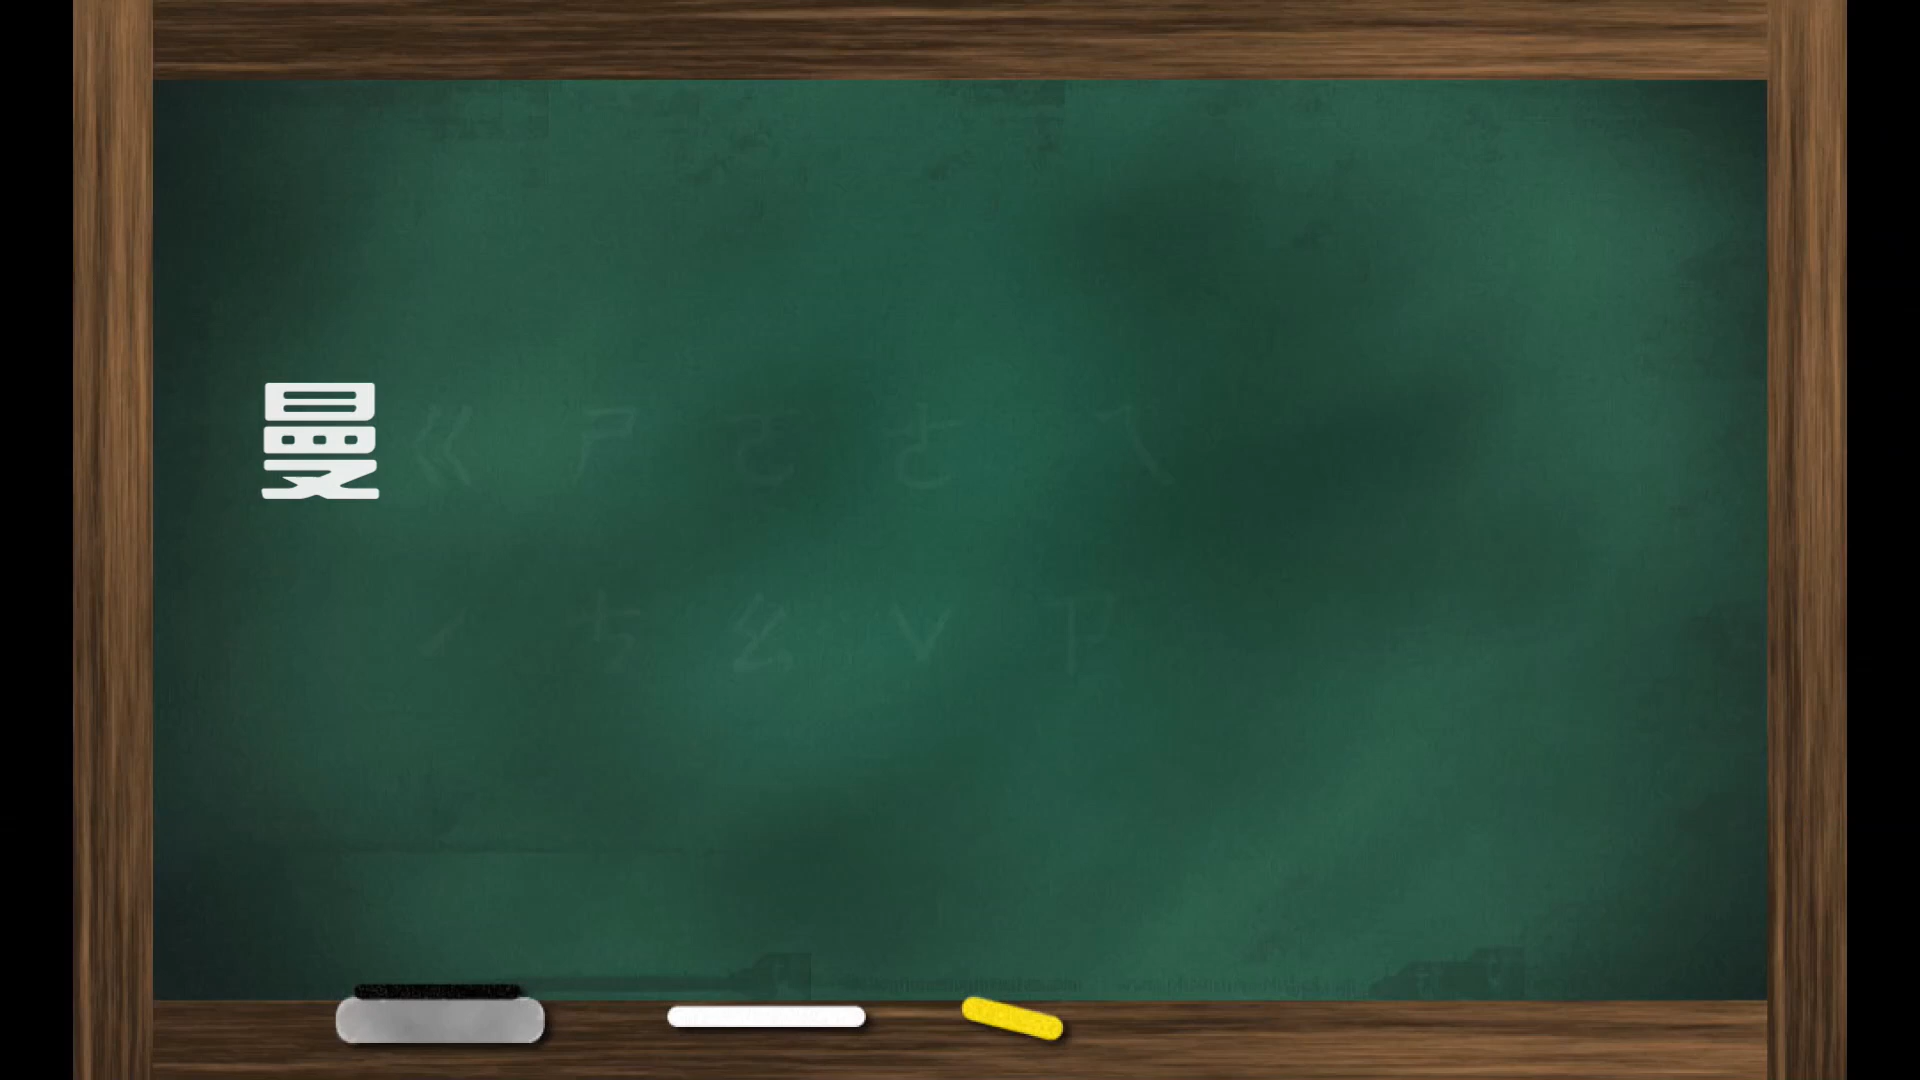 曼
ㄍ ㄕ ㄛ ㄜ ㄟ
ˊ ㄘ ㄠ ˇ ㄗ